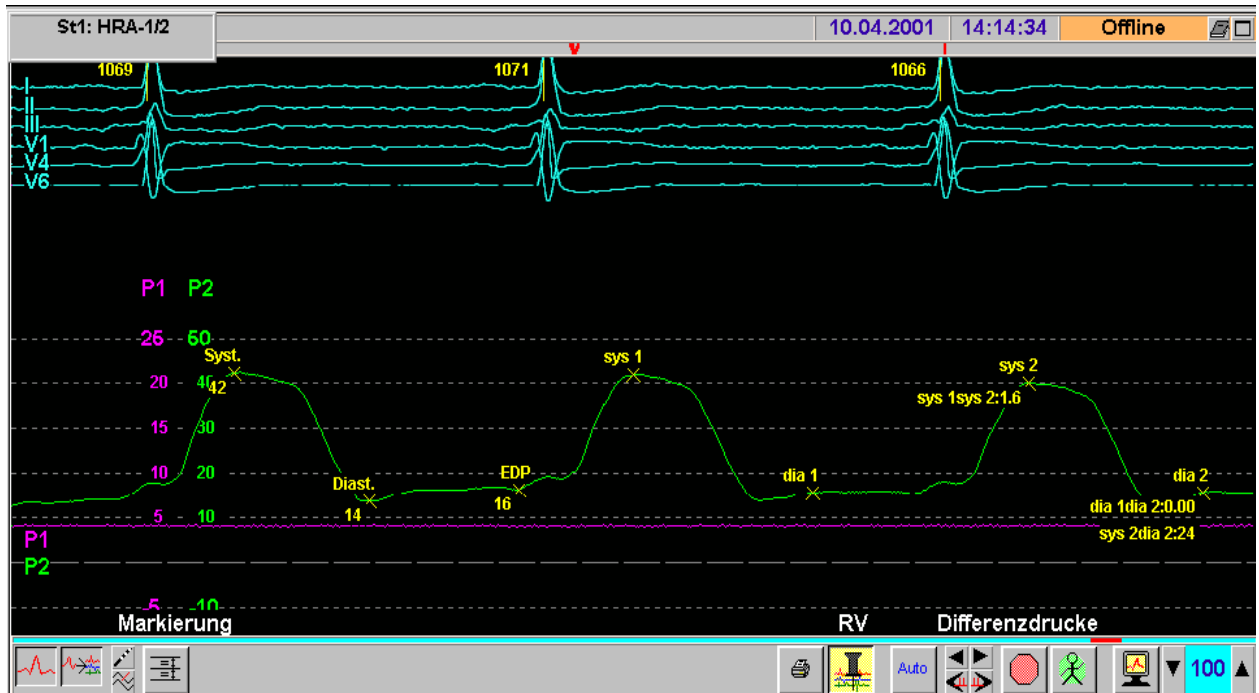 St1: HRA-1/2
10.04.2001 14:14:34 Offline
V
1069 1071 1066
I
II
III
V1
V4
V6
P1 P2
25 50
Syst. sys 1 sys 2
20 40
42 sys 1sys 2:1.6
15 30
10 20 EDP dia 1 dia 2
Diast. 16
14 dia 1dia 2:0.00
5 10
sys 2dia 2:24
P1
P2
-5 -10
Markierung RV Differenzdrucke
Auto 100